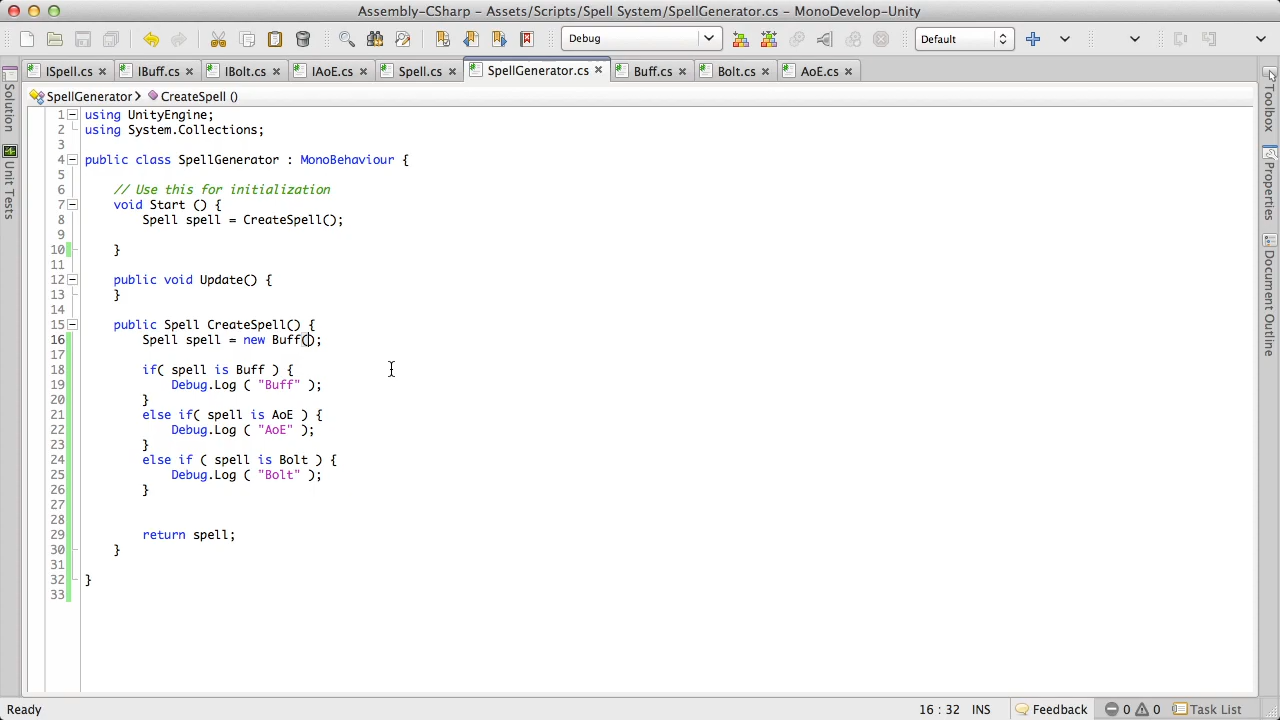 Assembly-CSharp - Assets/Scripts/Spell System/SpellGenerator.cs - MonoDevelop-Unity
Debug
Default
ISpell.cs
IBuff.cs
IBolt.cs
IAoE.cs
Spell.cs
SpellGenerator.cs
Buff.cs
Bolt.cs
AoE.cs
SpellGenerator
CreateSpell ()
Solution
Unit Tests
Toolbox
Properties
Document Outline
1 using UnityEngine;
2 using System.Collections;
3
4 public class SpellGenerator : MonoBehaviour {
5
6 // Use this for initialization
7 void Start () {
8 Spell spell = CreateSpell();
9
10 }
11
12 public void Update() {
13 }
14
15 public Spell CreateSpell() {
16 Spell spell = new Buff();
17
18 if( spell is Buff ) {
19 Debug.Log ( "Buff" );
20 }
21 else if( spell is AoE ) {
22 Debug.Log ( "AoE" );
23 }
24 else if ( spell is Bolt ) {
25 Debug.Log ( "Bolt" );
26 }
27
28
29 return spell;
30 }
31
32 }
33
Ready
16 : 32
INS
Feedback
0
0
Task List